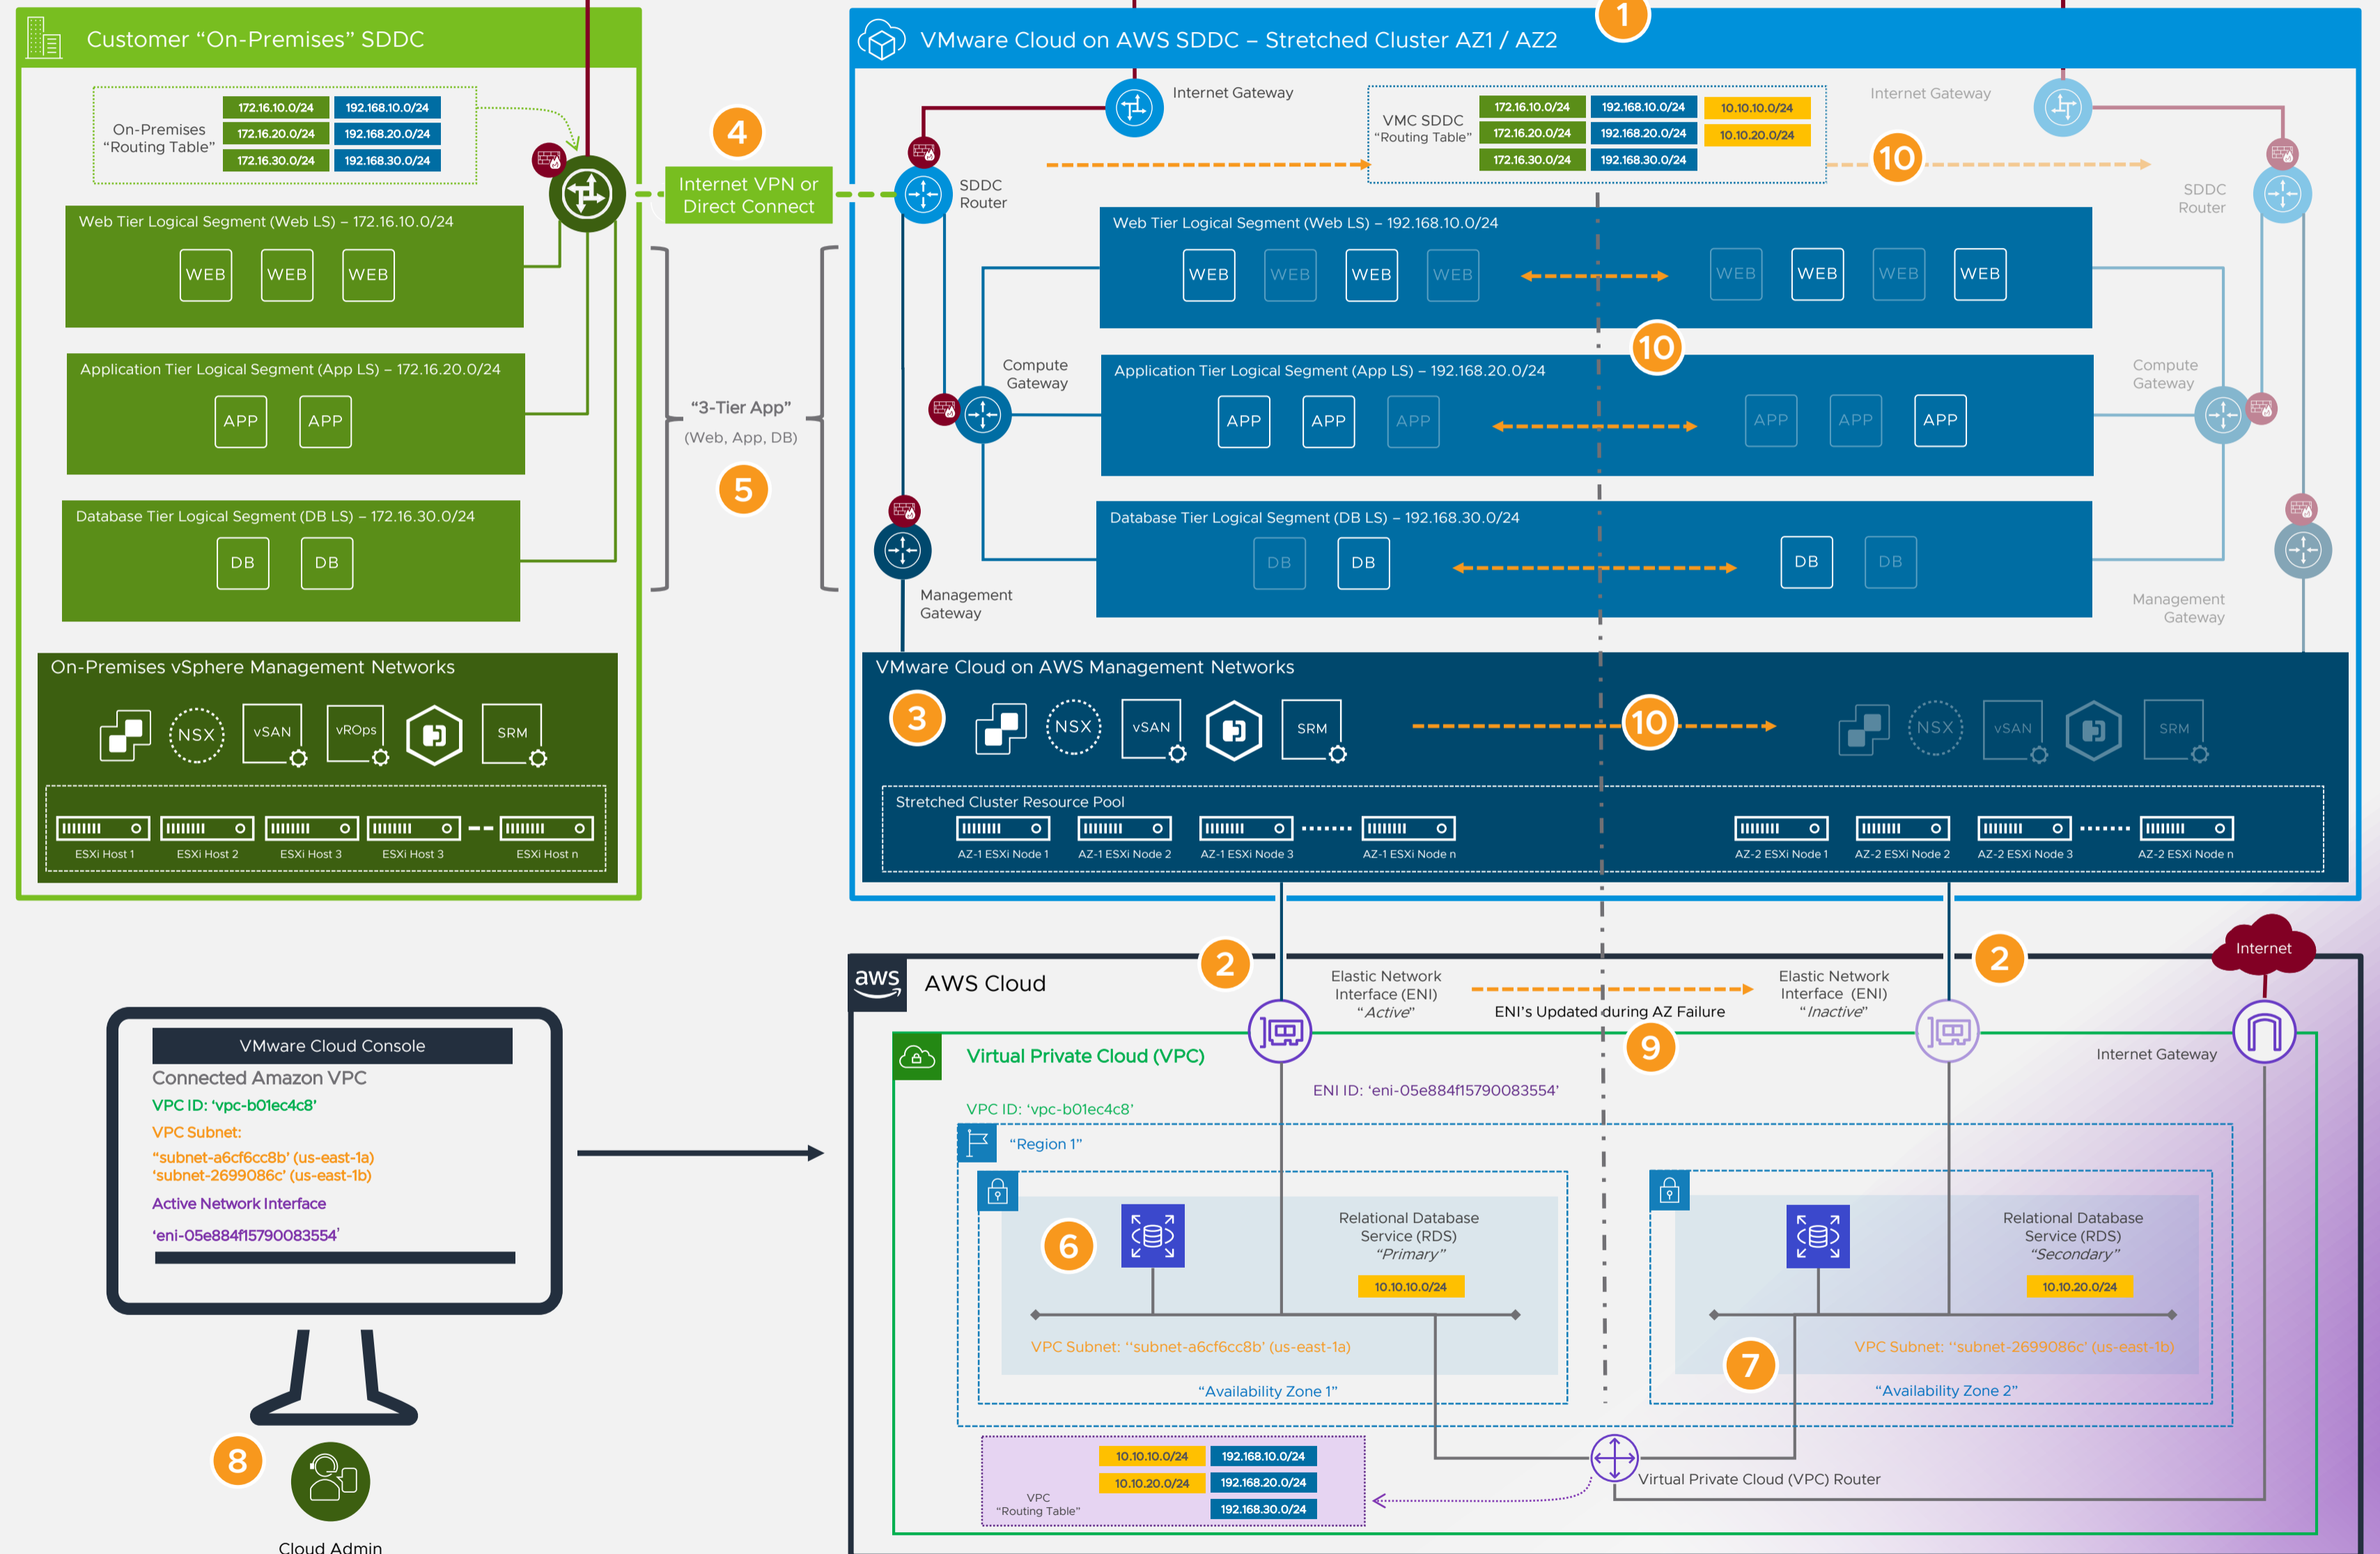 Customer “On-Premises” SDDC
On-Premises
“Routing Table”
172.16.10.0/24
192.168.10.0/24
172.16.20.0/24
192.168.20.0/24
172.16.30.0/24
192.168.30.0/24
Web Tier Logical Segment (Web LS) – 172.16.10.0/24
WEB
WEB
WEB
Application Tier Logical Segment (App LS) – 172.16.20.0/24
APP
APP
Database Tier Logical Segment (DB LS) – 172.16.30.0/24
DB
DB
On-Premises vSphere Management Networks
NSX
vSAN
vROps
SRM
ESXi Host 1
ESXi Host 2
ESXi Host 3
ESXi Host 3
ESXi Host n
4
Internet VPN or
Direct Connect
“3-Tier App”
(Web, App, DB)
5
1
VMware Cloud on AWS SDDC – Stretched Cluster AZ1 / AZ2
Internet Gateway
VMC SDDC
“Routing Table”
172.16.10.0/24
192.168.10.0/24
10.10.10.0/24
172.16.20.0/24
192.168.20.0/24
10.10.20.0/24
172.16.30.0/24
192.168.30.0/24
Internet Gateway
10
SDDC
Router
SDDC
Router
Web Tier Logical Segment (Web LS) – 192.168.10.0/24
WEB
WEB
WEB
WEB
WEB
WEB
WEB
WEB
10
Compute
Gateway
Application Tier Logical Segment (App LS) – 192.168.20.0/24
APP
APP
APP
APP
APP
APP
Compute
Gateway
Database Tier Logical Segment (DB LS) – 192.168.30.0/24
DB
DB
DB
DB
Management
Gateway
Management
Gateway
VMware Cloud on AWS Management Networks
3
NSX
vSAN
SRM
10
NSX
vSAN
SRM
Stretched Cluster Resource Pool
AZ-1 ESXi Node 1
AZ-1 ESXi Node 2
AZ-1 ESXi Node 3
AZ-1 ESXi Node n
AZ-2 ESXi Node 1
AZ-2 ESXi Node 2
AZ-2 ESXi Node 3
AZ-2 ESXi Node n
VMware Cloud Console
Connected Amazon VPC
VPC ID: ‘vpc-b01ec4c8’
VPC Subnet:
“subnet-a6cf6cc8b’ (us-east-1a)
‘subnet-2699086c’ (us-east-1b)
Active Network Interface
‘eni-05e884f15790083554’
8
Cloud Admin
aws
AWS Cloud
2
Elastic Network
Interface (ENI)
“Active”
ENI’s Updated during AZ Failure
Elastic Network
Interface (ENI)
“Inactive”
2
Internet
9
Internet Gateway
Virtual Private Cloud (VPC)
ENI ID: ‘eni-05e884f15790083554’
VPC ID: ‘vpc-b01ec4c8’
“Region 1”
6
Relational Database
Service (RDS)
“Primary”
10.10.10.0/24
VPC Subnet: ‘‘subnet-a6cf6cc8b’ (us-east-1a)
“Availability Zone 1”
Relational Database
Service (RDS)
“Secondary”
10.10.20.0/24
7
VPC Subnet: ‘‘subnet-2699086c’ (us-east-1b)
“Availability Zone 2”
VPC
“Routing Table”
10.10.10.0/24
192.168.10.0/24
10.10.20.0/24
192.168.20.0/24
192.168.30.0/24
Virtual Private Cloud (VPC) Router